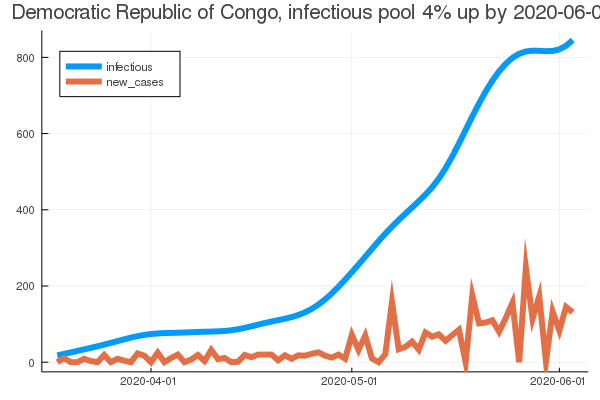 Democratic Republic of Congo, infectious pool 4% up by 2020-06-0
infectious
new_cases
800
600
400
200
0
2020-04-01 2020-05-01 2020-06-01